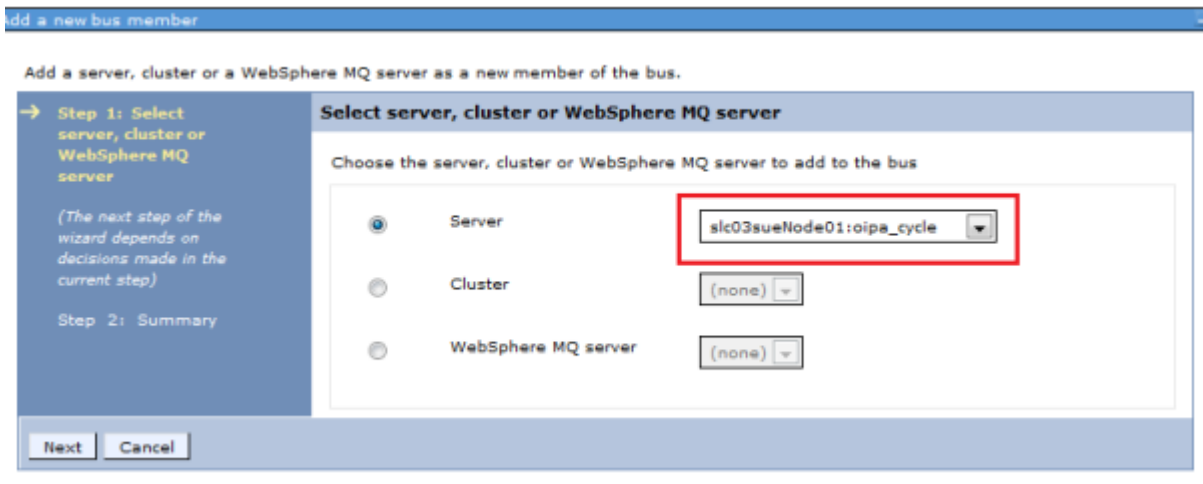 Add a new bus member
Add a server, cluster or a WebSphere MQ server as a new member of the bus.
Step 1: Select
server, cluster or
WebSphere MQ
server
(The next step of the
wizard depends on
decisions made in the
current step)
Step 2: Summary
Select server, cluster or WebSphere MQ server
Choose the server, cluster or WebSphere MQ server to add to the bus
Server
slc03sueNode01:oipa_cycle
Cluster
(none)
WebSphere MQ server
(none)
Next
Cancel